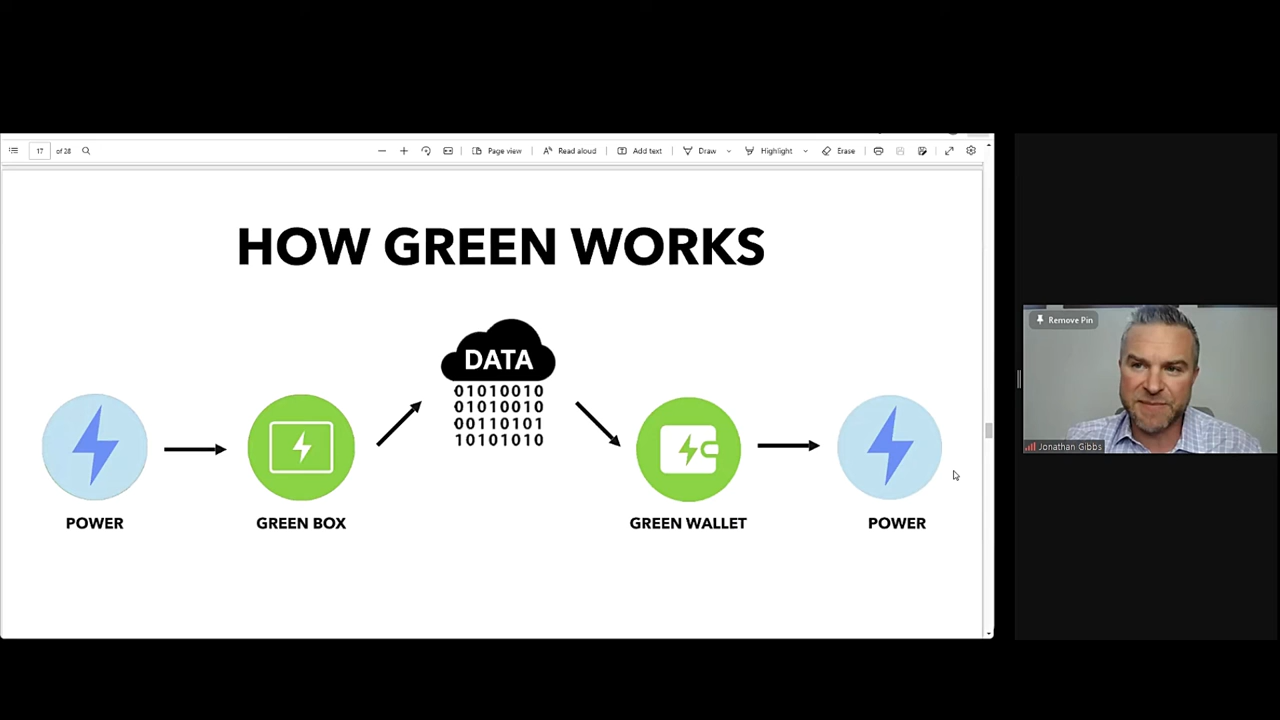 17 of 28
Page view
Read aloud
Add text
Draw
Highlight
Erase
HOW GREEN WORKS
DATA
01010010
01010010
00110101
10101010
POWER
GREEN BOX
GREEN WALLET
POWER
Remove Pin
Jonathan Gibbs